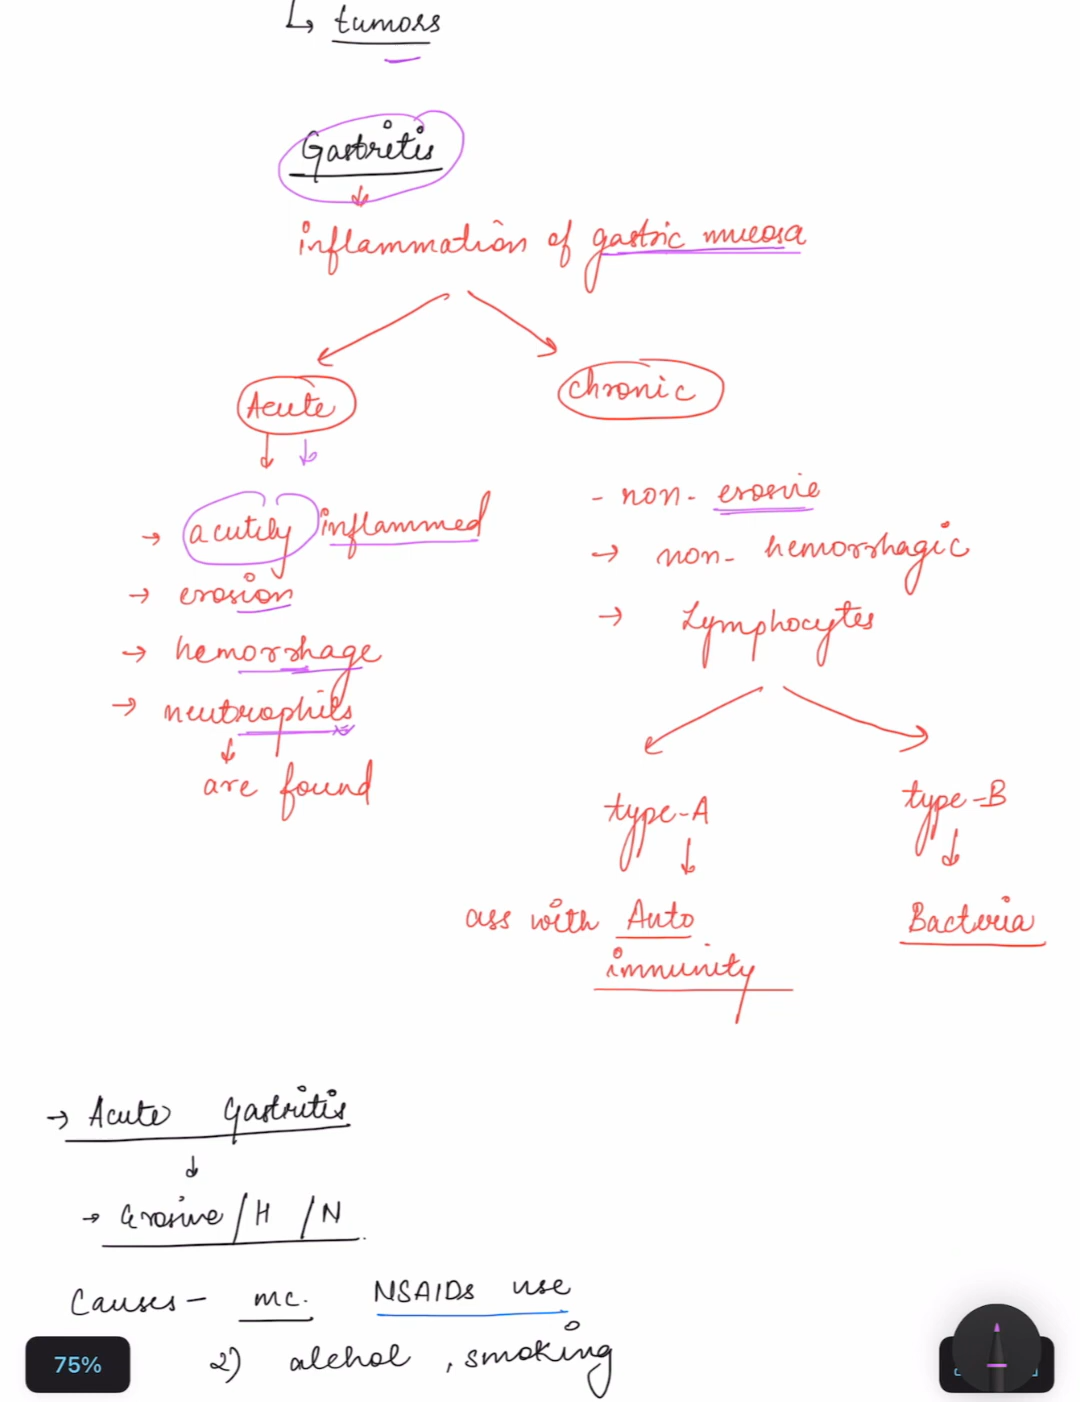 ↳ tumors
Gastritis
↓
inflammation of gastric mucosa
Acute
chronic
→ acutily inflammed
→ erosion
→ hemorrhage
→ neutrophils
↓
are found
- non-erosive
→ non-hemorrhagic
→ Lymphocytes
type-A
↓
ass with Auto
immunity
type-B
↓
Bacteria
→ Acute Gastritis
↓
→ Erosive/H/N
Causes - mc. NSAIDs use
2) alchol, smoking
75%